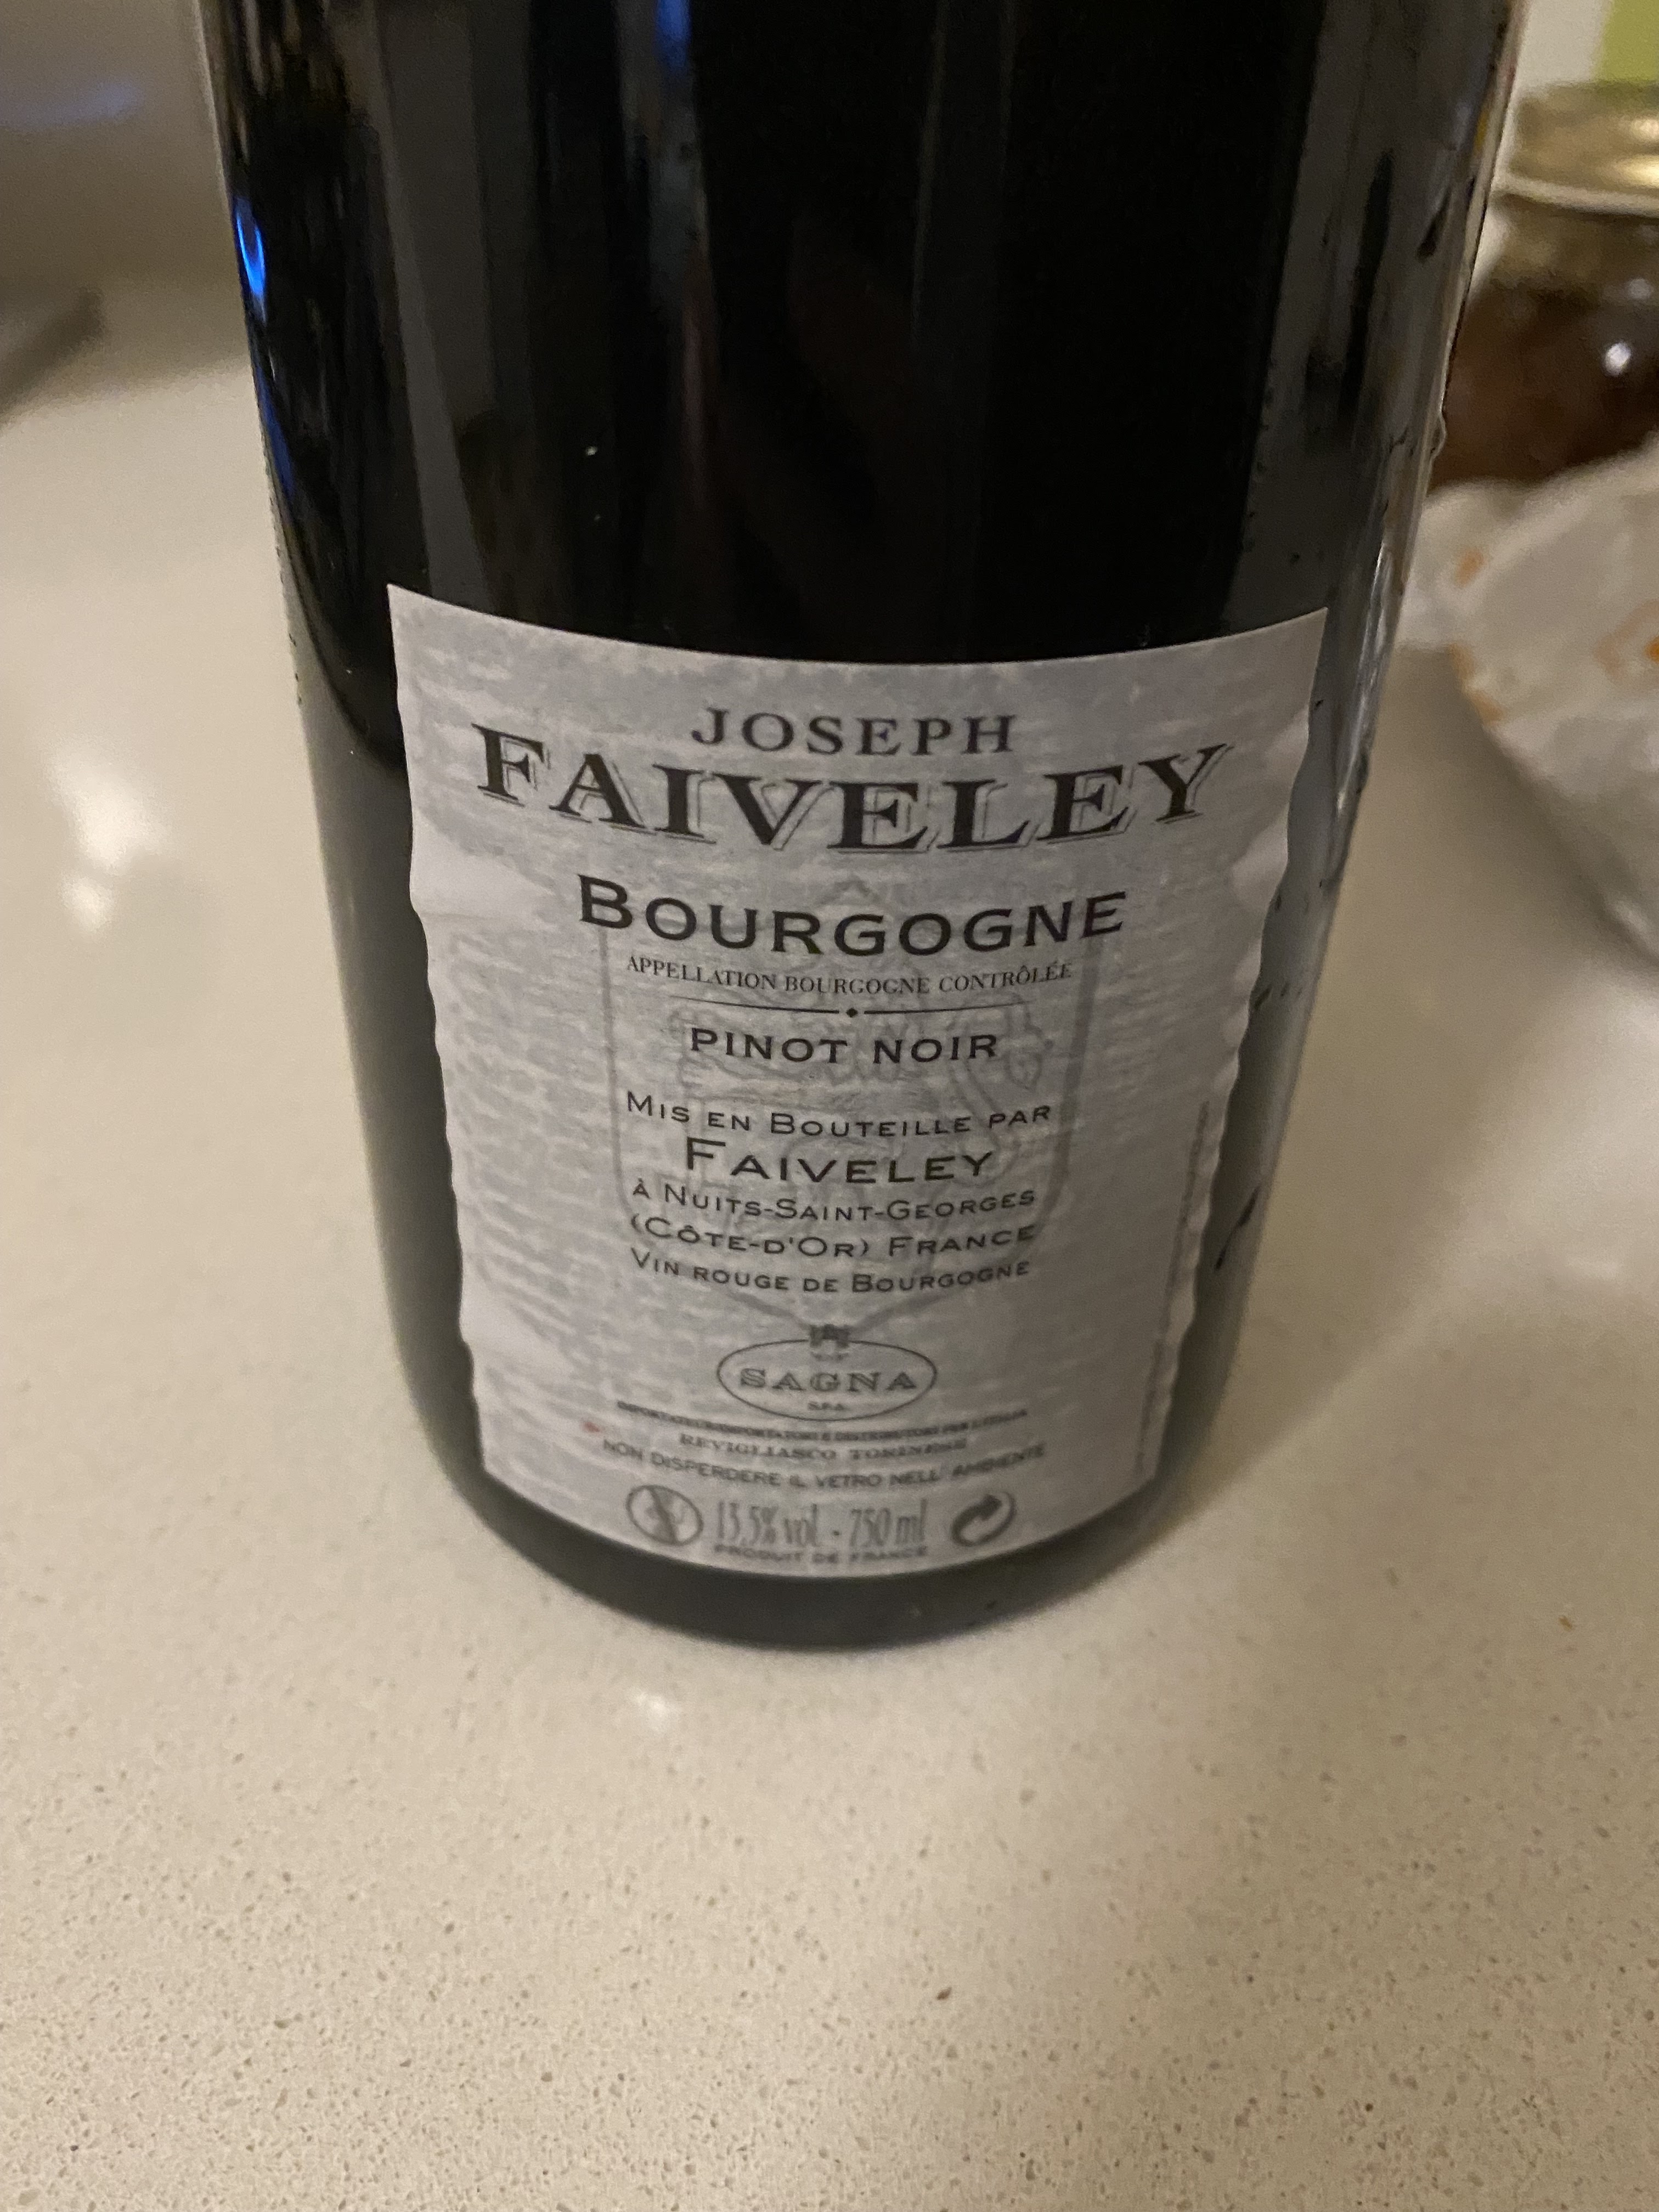 JOSEPH
FAIVELEY
BOURGOGNE
APPELLATION BOURGOGNE CONTRÔLÉE
PINOT NOIR
MIS EN BOUTEILLE PAR
FAIVELEY
À NUITS-SAINT-GEORGES
(CÔTE-D'OR) FRANCE
VIN ROUGE DE BOURGOGNE
SAGNA
S.P.A.
REVIGLIASCO TORINESE
NON DISPERDERE IL VETRO NELL' AMBIENTE
13,5% vol - 750 ml
PRODUIT DE FRANCE